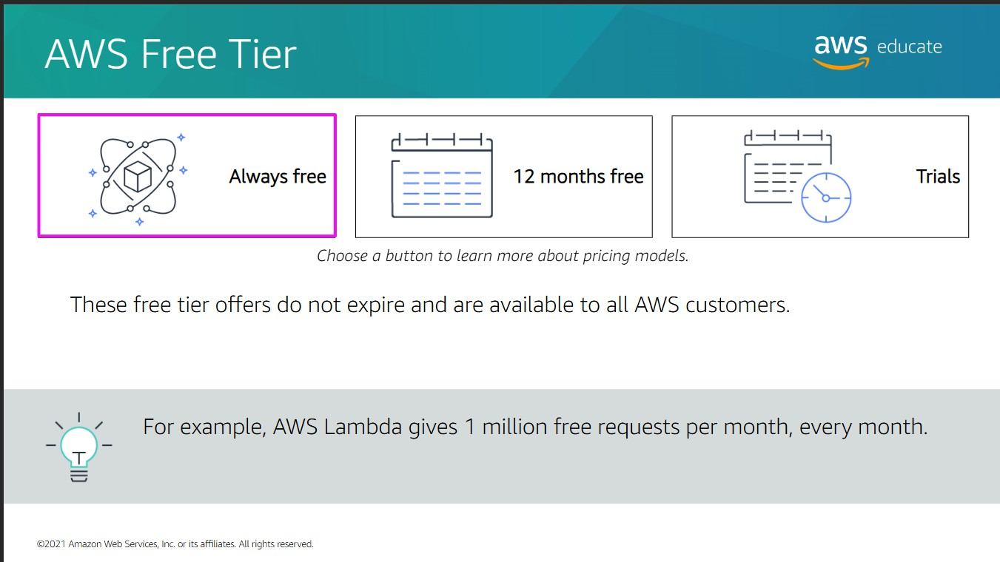 AWS Free Tier
aws educate
Always free
12 months free
Trials
Choose a button to learn more about pricing models.
These free tier offers do not expire and are available to all AWS customers.
For example, AWS Lambda gives 1 million free requests per month, every month.
©2021 Amazon Web Services, Inc. or its affiliates. All rights reserved.